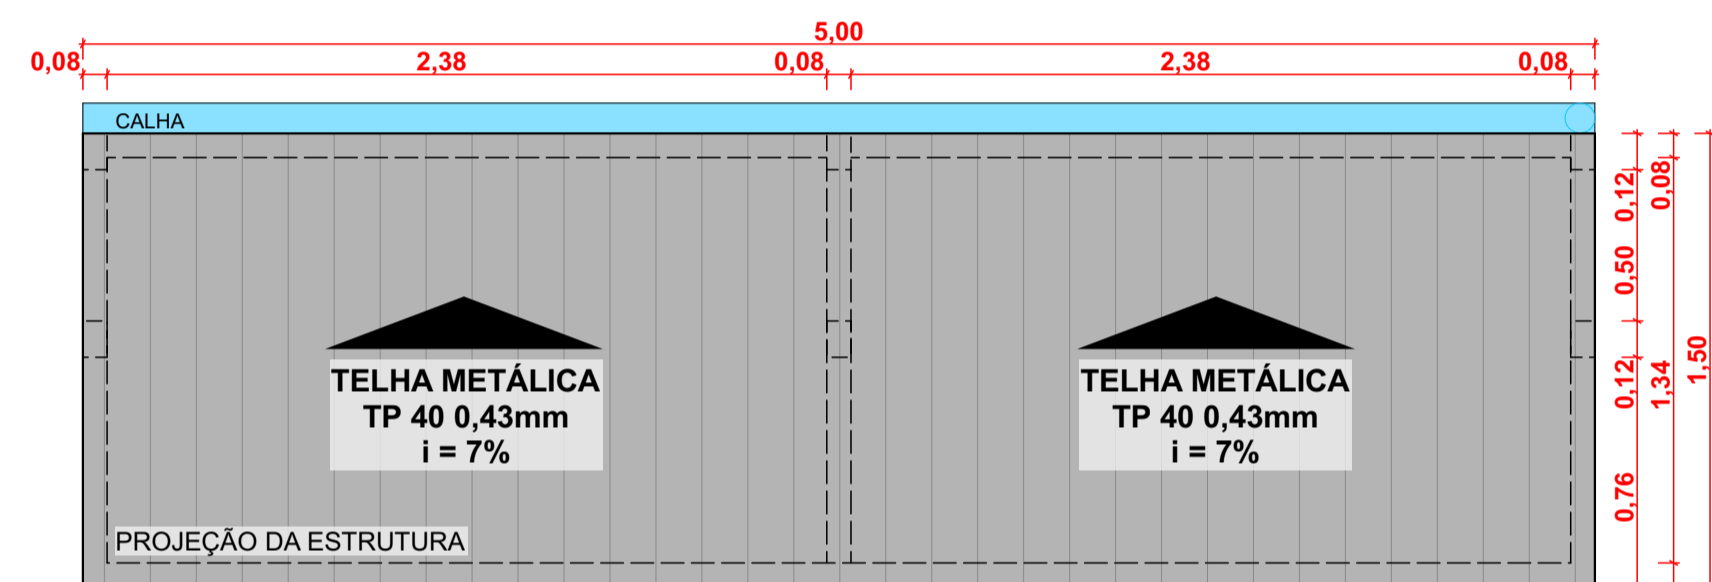 5,00
0,08 2,38 0,08 2,38 0,08
CALHA
0,12 0,08
0,50
1,50
0,12 1,34
0,76
TELHA METÁLICA
TP 40 0,43mm
i = 7%
TELHA METÁLICA
TP 40 0,43mm
i = 7%
PROJEÇÃO DA ESTRUTURA